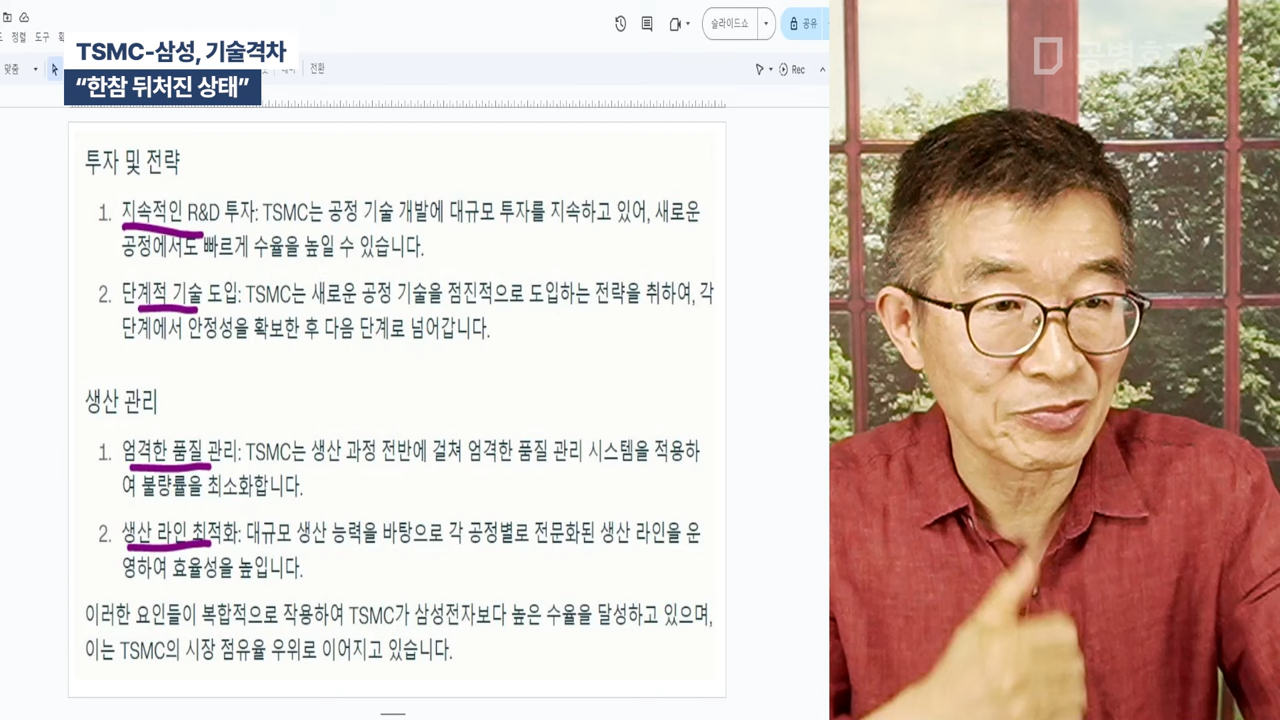 정렬 도구
슬라이드쇼
공유
TSMC-삼성, 기술격차
맞춤
전환
Rec
“한참 뒤처진 상태”
공병호TV
투자 및 전략
1. 지속적인 R&D 투자: TSMC는 공정 기술 개발에 대규모 투자를 지속하고 있어, 새로운
공정에서도 빠르게 수율을 높일 수 있습니다.
2. 단계적 기술 도입: TSMC는 새로운 공정 기술을 점진적으로 도입하는 전략을 취하여, 각
단계에서 안정성을 확보한 후 다음 단계로 넘어갑니다.
생산 관리
1. 엄격한 품질 관리: TSMC는 생산 과정 전반에 걸쳐 엄격한 품질 관리 시스템을 적용하
여 불량률을 최소화합니다.
2. 생산 라인 최적화: 대규모 생산 능력을 바탕으로 각 공정별로 전문화된 생산 라인을 운
영하여 효율성을 높입니다.
이러한 요인들이 복합적으로 작용하여 TSMC가 삼성전자보다 높은 수율을 달성하고 있으며,
이는 TSMC의 시장 점유율 우위로 이어지고 있습니다.